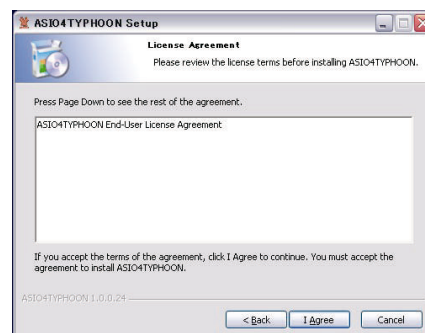 ASIO4TYPHOON Setup
License Agreement
Please review the license terms before installing ASIO4TYPHOON.
Press Page Down to see the rest of the agreement.
ASIO4TYPHOON End-User License Agreement
If you accept the terms of the agreement, click I Agree to continue. You must accept the
agreement to install ASIO4TYPHOON.
ASIO4TYPHOON 1.0.0.24
< Back
I Agree
Cancel